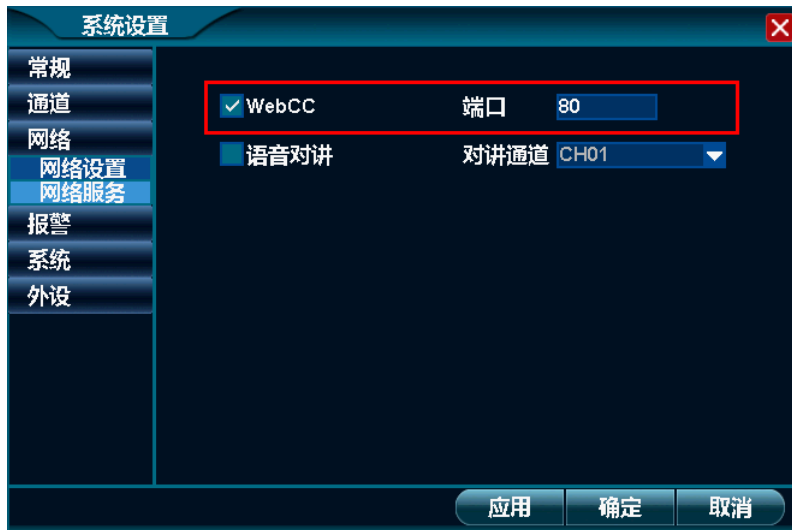 系统设置
常规
通道
网络
网络设置
网络服务
报警
系统
外设
WebCC 端口 80
语音对讲 对讲通道 CH01
应用 确定 取消